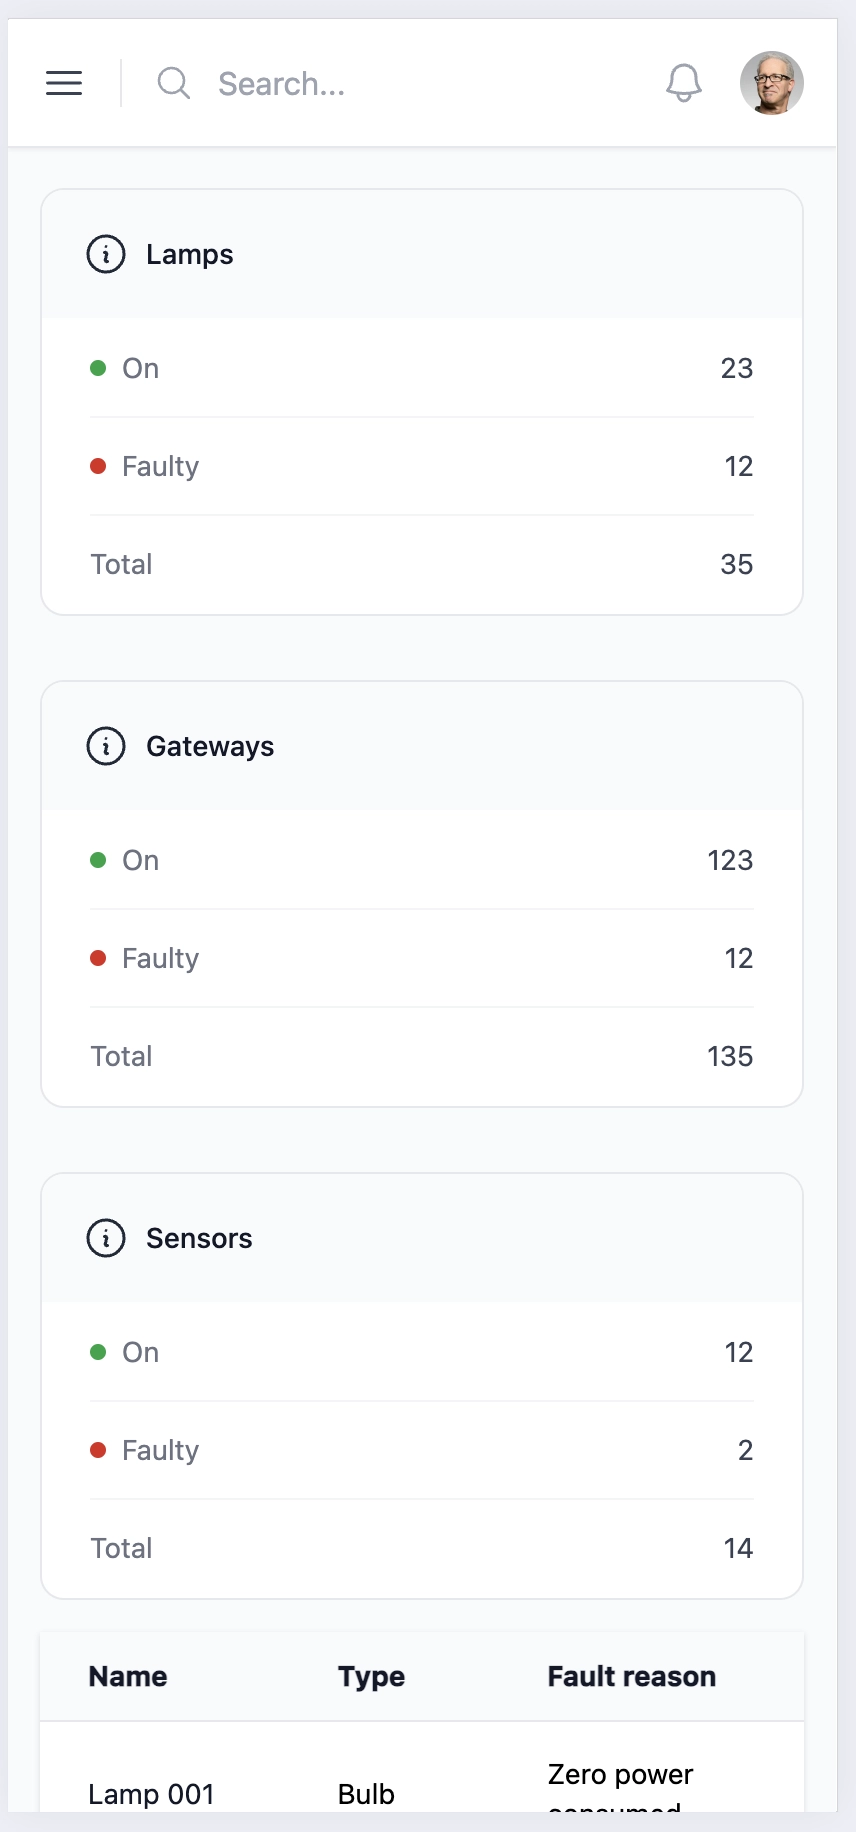 Search...
Lamps
On 23
Faulty 12
Total 35
Gateways
On 123
Faulty 12
Total 135
Sensors
On 12
Faulty 2
Total 14
Name Type Fault reason
Lamp 001 Bulb Zero power
consumed